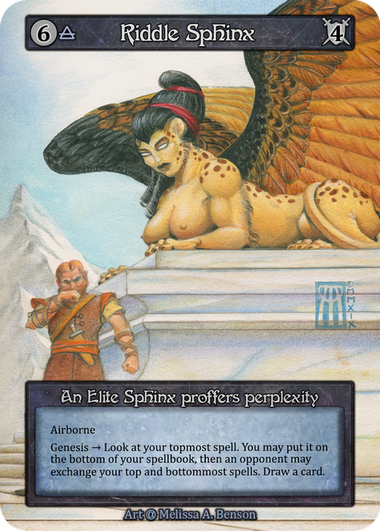 6 Riddle Sphinx 4
MMXIX
An Elite Sphinx proffers perplexity
Airborne
Genesis → Look at your topmost spell. You may put it on
the bottom of your spellbook, then an opponent may
exchange your top and bottommost spells. Draw a card.
Art @ Melissa A. Benson